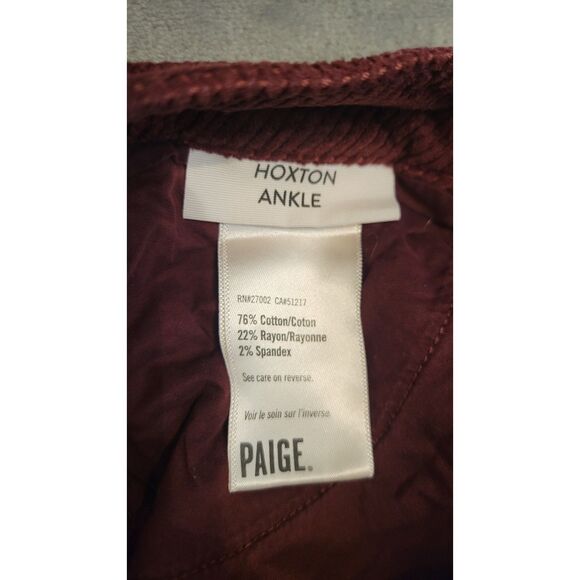 HOXTON
ANKLE
RN#27002 CA#51217
76% Cotton/Coton
22% Rayon/Rayonne
2% Spandex
See care on reverse.
Voir le soin sur l'inverse.
PAIGE.